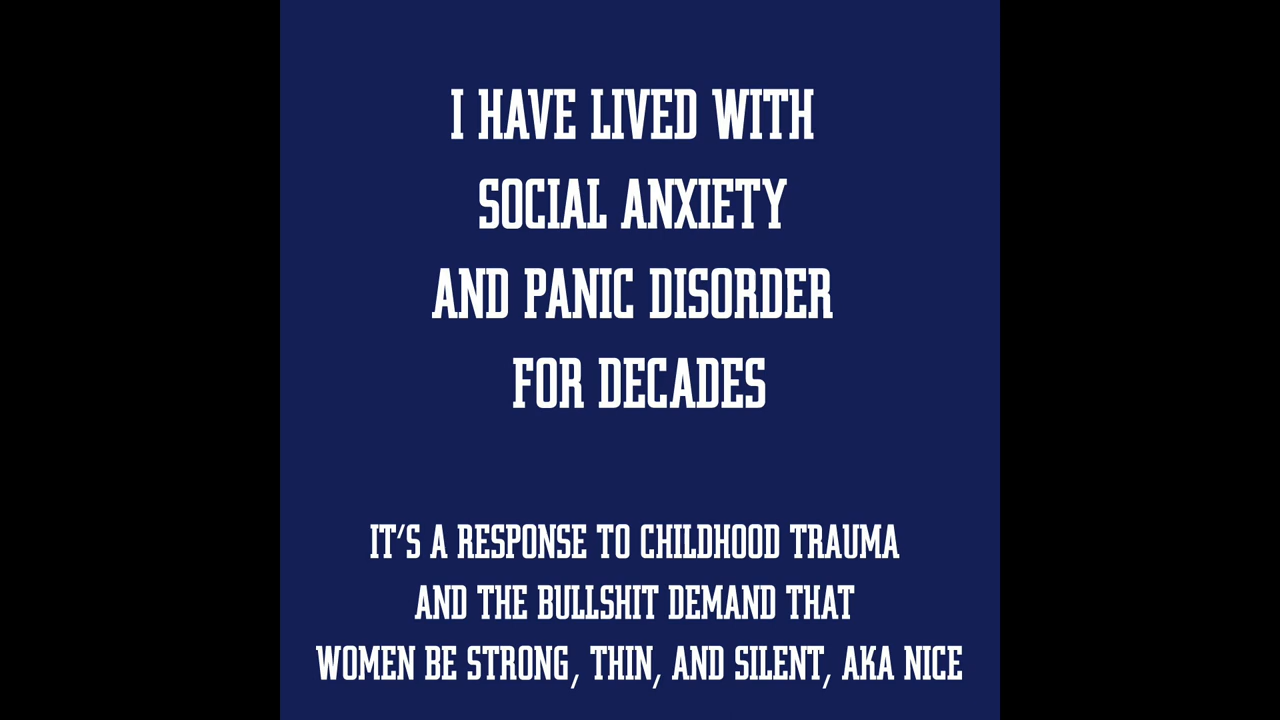 I HAVE LIVED WITH
SOCIAL ANXIETY
AND PANIC DISORDER
FOR DECADES
IT'S A RESPONSE TO CHILDHOOD TRAUMA
AND THE BULLSHIT DEMAND THAT
WOMEN BE STRONG, THIN, AND SILENT, AKA NICE